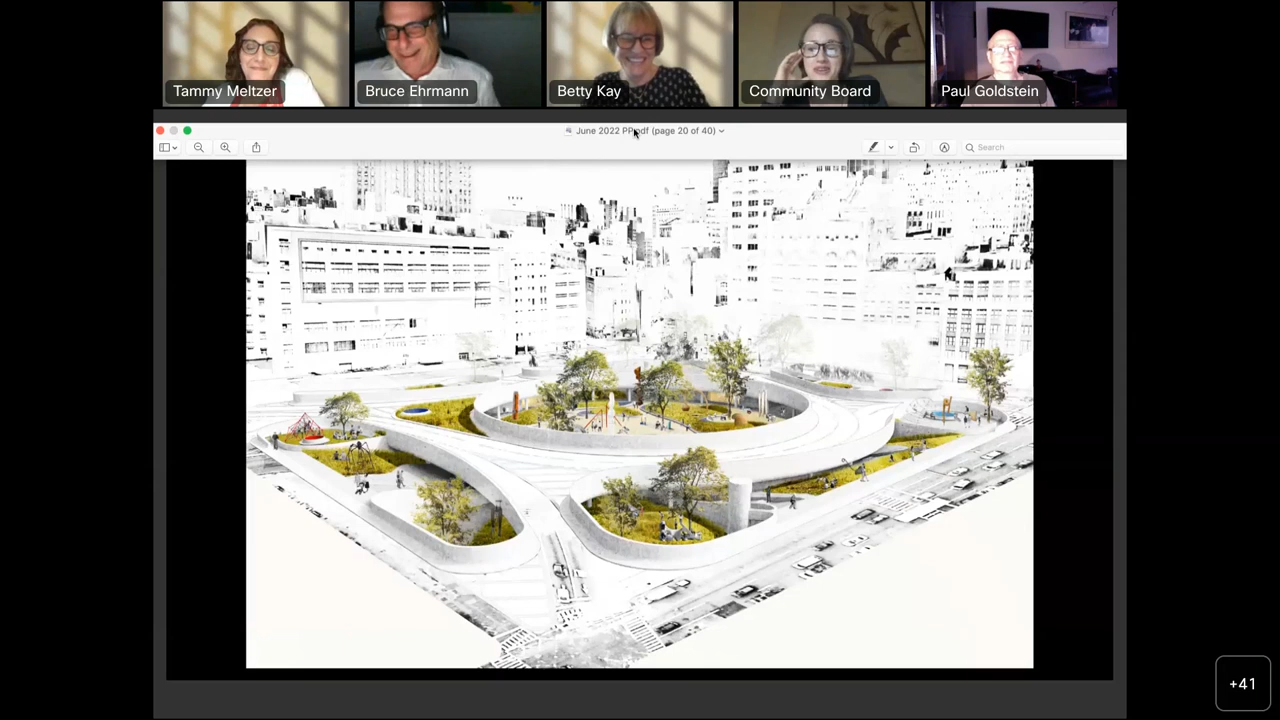 Tammy Meltzer
Bruce Ehrmann
Betty Kay
Community Board
Paul Goldstein
June 2022 PP.pdf (page 20 of 40)
Search
+41